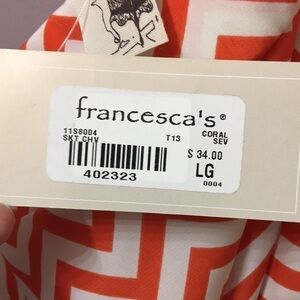 francesca's®
11S8004 T13 CORAL
SKT CHV SEV
$ 34.00
LG
402323 0004